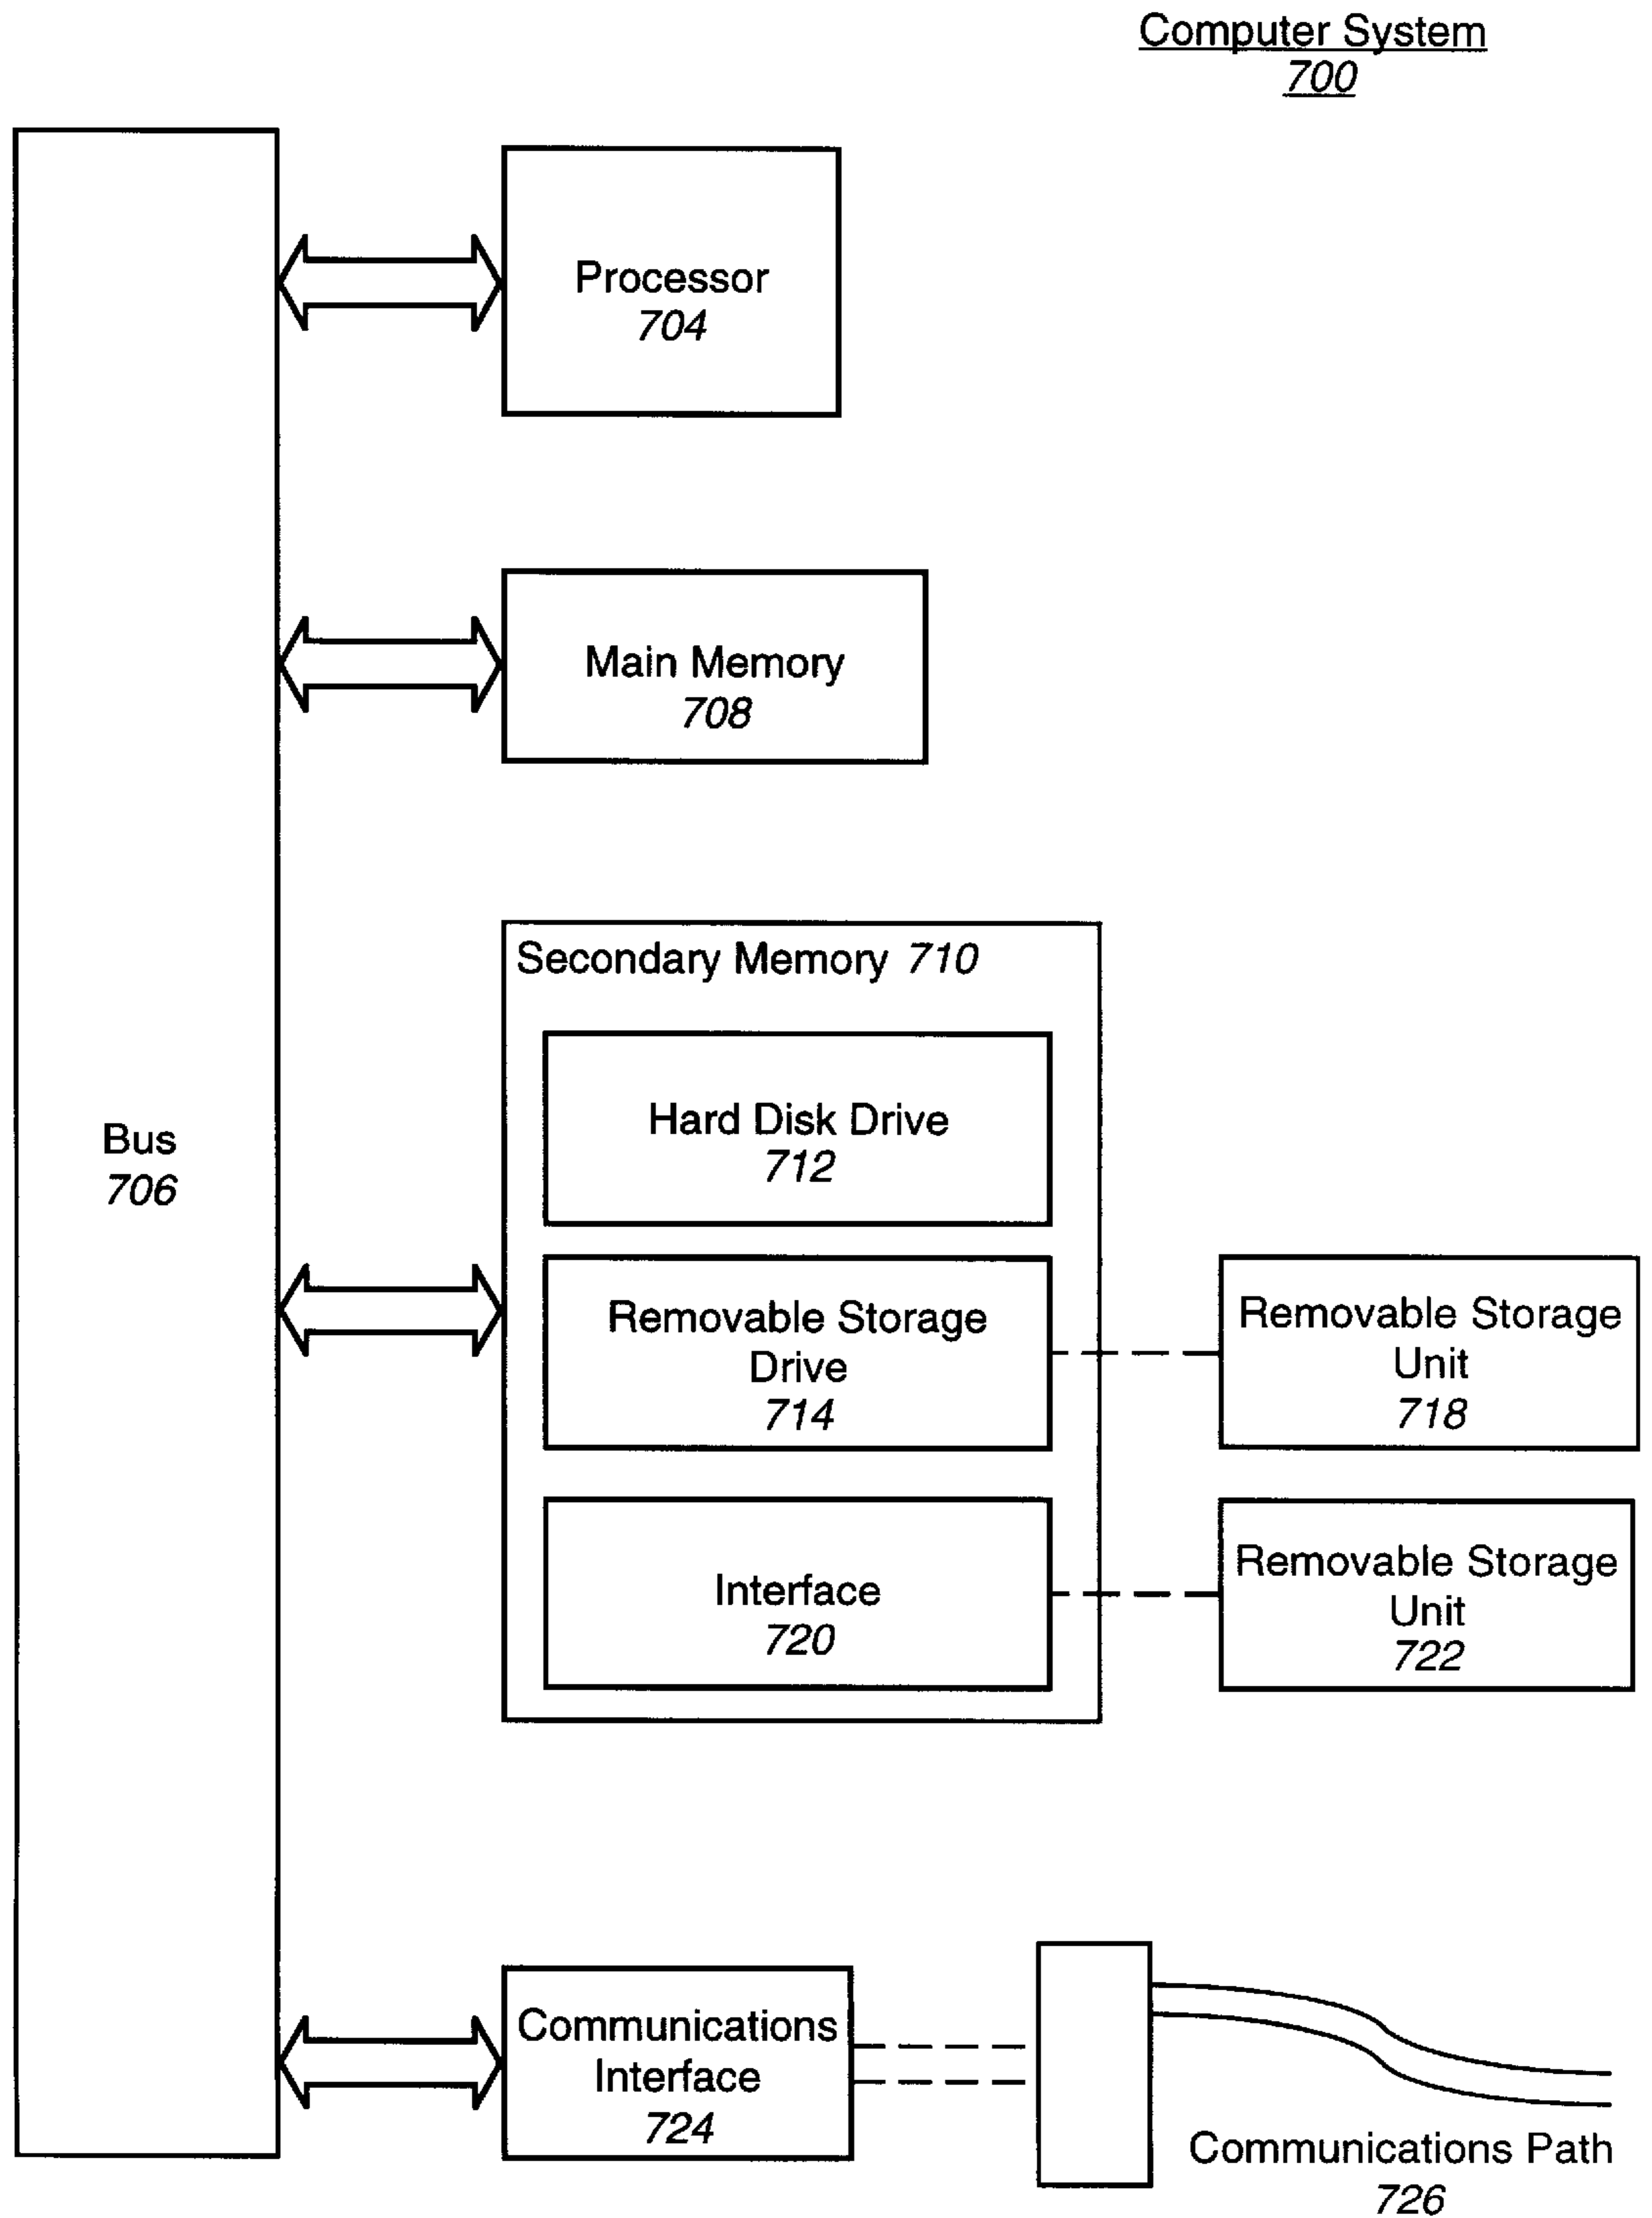 Computer System
700
Processor
704
Main Memory
708
Secondary Memory 710
Hard Disk Drive
712
Bus
706
Removable Storage
Drive
714
Removable Storage
Unit
718
Interface
720
Removable Storage
Unit
722
Communications
Interface
724
Communications Path
726